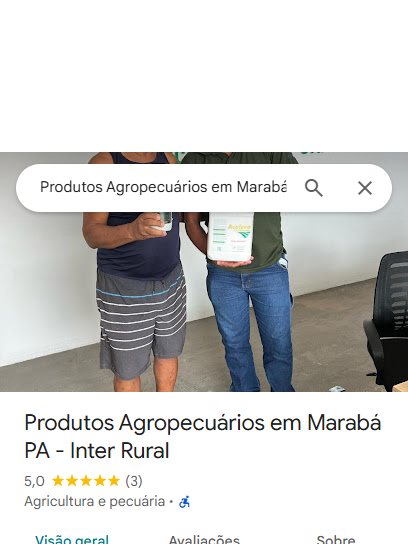 Produtos Agropecuários em Marabá
Produtos Agropecuários em Marabá
PA - Inter Rural
5,0 (3)
Agricultura e pecuária ·
Visão geral
Avaliações
Sobre